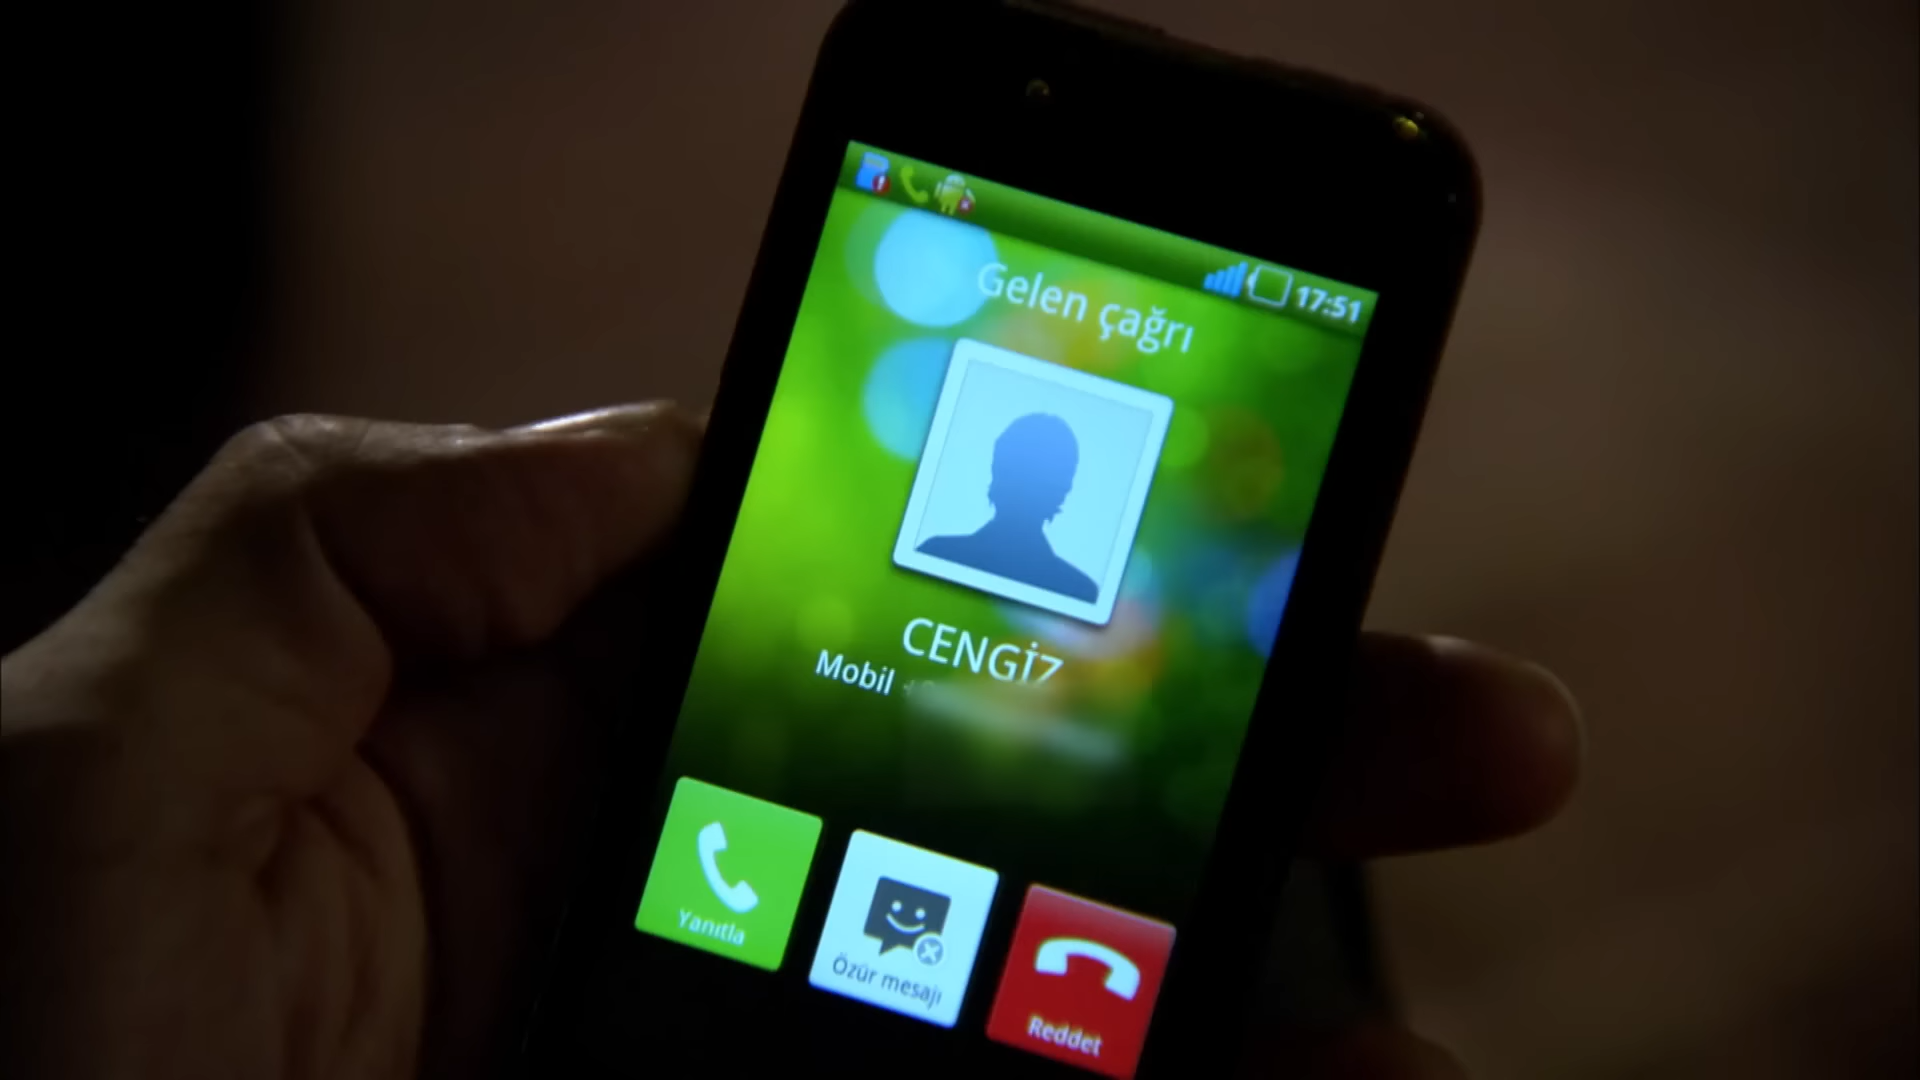 17:51
Gelen çağrı
CENGİZ
Mobil
Yanıtla
Özür mesajı
Reddet